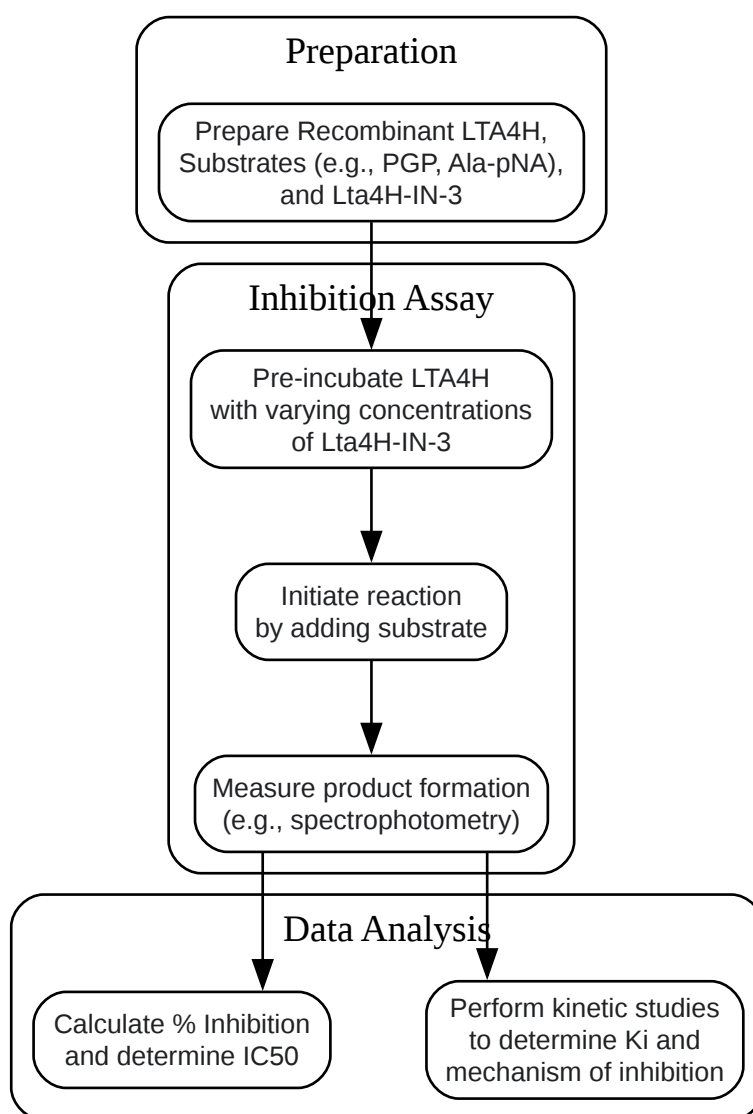 Preparation
Prepare Recombinant LTA4H,
Substrates (e.g., PGP, Ala-pNA),
and Lta4H-IN-3
Inhibition Assay
Pre-incubate LTA4H
with varying concentrations
of Lta4H-IN-3
Initiate reaction
by adding substrate
Measure product formation
(e.g., spectrophotometry)
Data Analysis
Calculate % Inhibition
and determine IC50
Perform kinetic studies
to determine Ki and
mechanism of inhibition